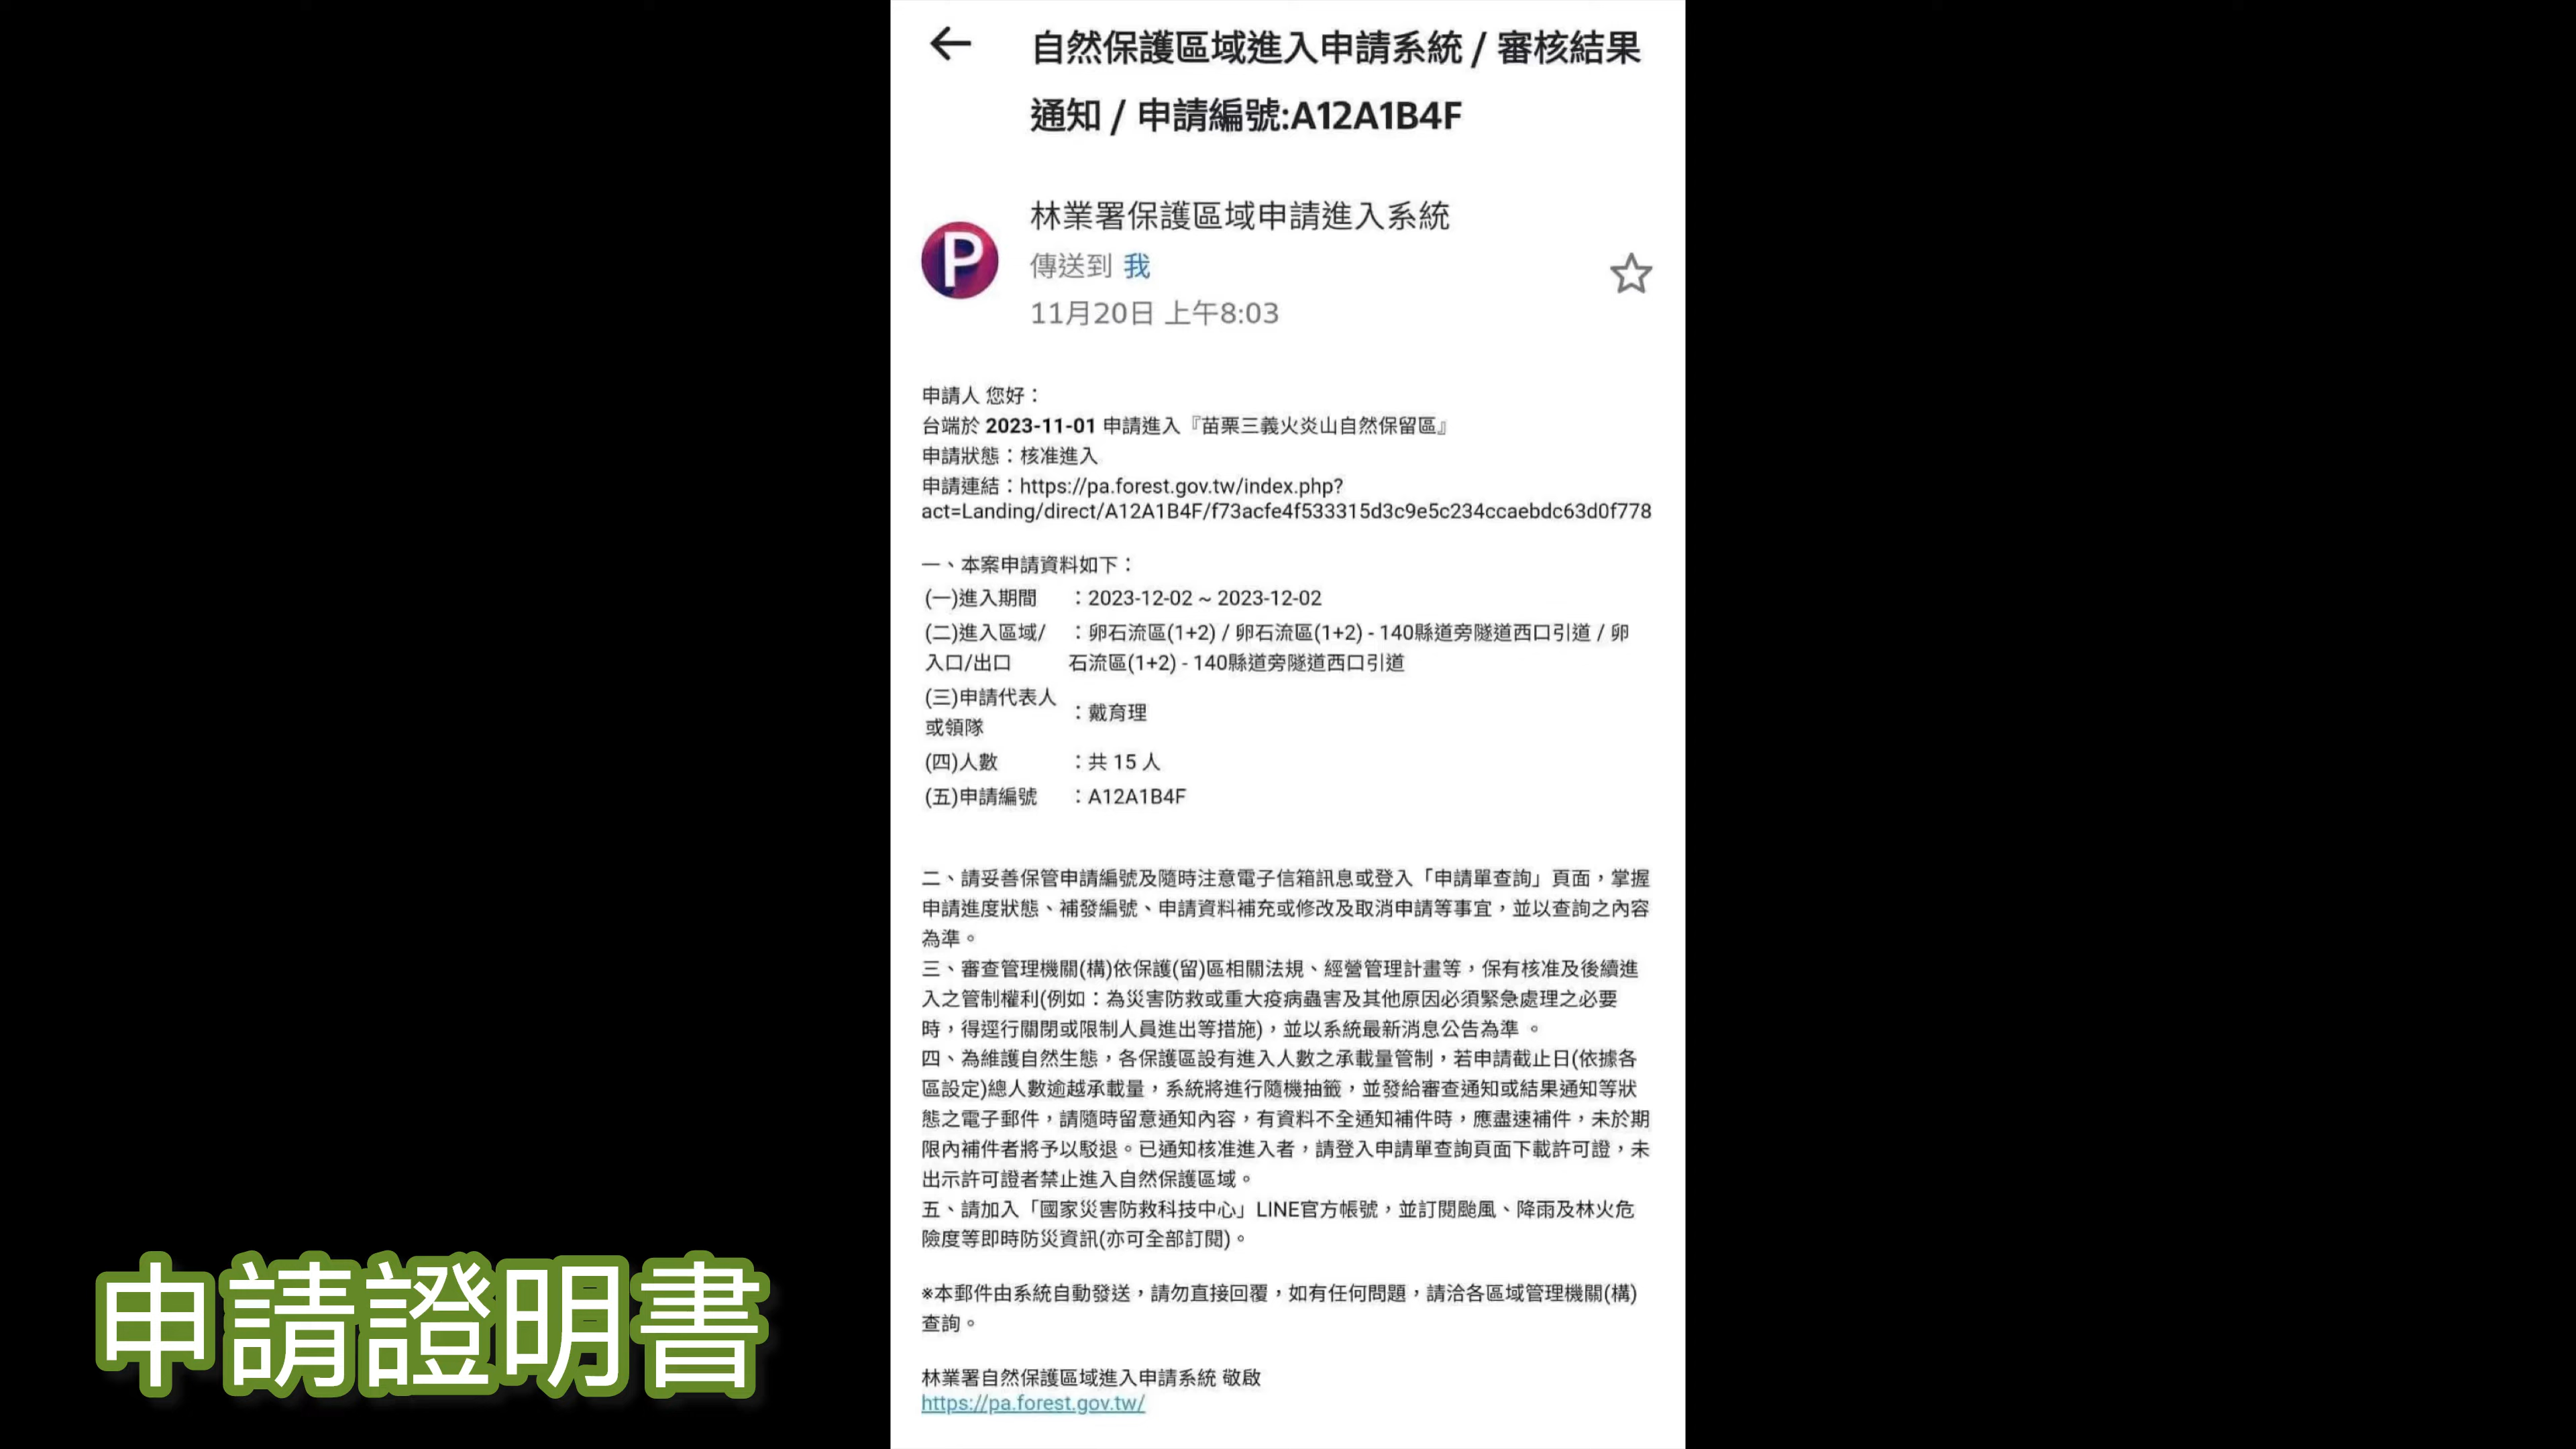 自然保護區域進入申請系統 / 審核結果
通知 / 申請編號:A12A1B4F
P
林業署保護區域申請進入系統
傳送到 我
11月20日 上午8:03
申請人 您好：
台端於 2023-11-01 申請進入『苗栗三義火炎山自然保留區』
申請狀態：核准進入
申請連結：https://pa.forest.gov.tw/index.php?
act=Landing/direct/A12A1B4F/f73acfe4f533315d3c9e5c234ccaebdc63d0f778
一、本案申請資料如下：
(一)進入期間 ：2023-12-02 ~ 2023-12-02
(二)進入區域/ ：卵石流區(1+2) / 卵石流區(1+2) - 140縣道旁隧道西口引道 / 卵
入口/出口 石流區(1+2) - 140縣道旁隧道西口引道
(三)申請代表人
或領隊 ：戴育理
(四)人數 ：共 15 人
(五)申請編號 ：A12A1B4F
二、請妥善保管申請編號及隨時注意電子信箱訊息或登入「申請單查詢」頁面，掌握
申請進度狀態、補發編號、申請資料補充或修改及取消申請等事宜，並以查詢之內容
為準。
三、審查管理機關(構)依保護(留)區相關法規、經營管理計畫等，保有核准及後續進
入之管制權利(例如：為災害防救或重大疫病蟲害及其他原因必須緊急處理之必要
時，得逕行關閉或限制人員進出等措施)，並以系統最新消息公告為準 。
四、為維護自然生態，各保護區設有進入人數之承載量管制，若申請截止日(依據各
區設定)總人數逾越承載量，系統將進行隨機抽籤，並發給審查通知或結果通知等狀
態之電子郵件，請隨時留意通知內容，有資料不全通知補件時，應盡速補件，未於期
限內補件者將予以駁退。已通知核准進入者，請登入申請單查詢頁面下載許可證，未
出示許可證者禁止進入自然保護區域。
五、請加入「國家災害防救科技中心」LINE官方帳號，並訂閱颱風、降雨及林火危
險度等即時防災資訊(亦可全部訂閱)。
※本郵件由系統自動發送，請勿直接回覆，如有任何問題，請洽各區域管理機關(構)
查詢。
林業署自然保護區域進入申請系統 敬啟
https://pa.forest.gov.tw/
申請證明書